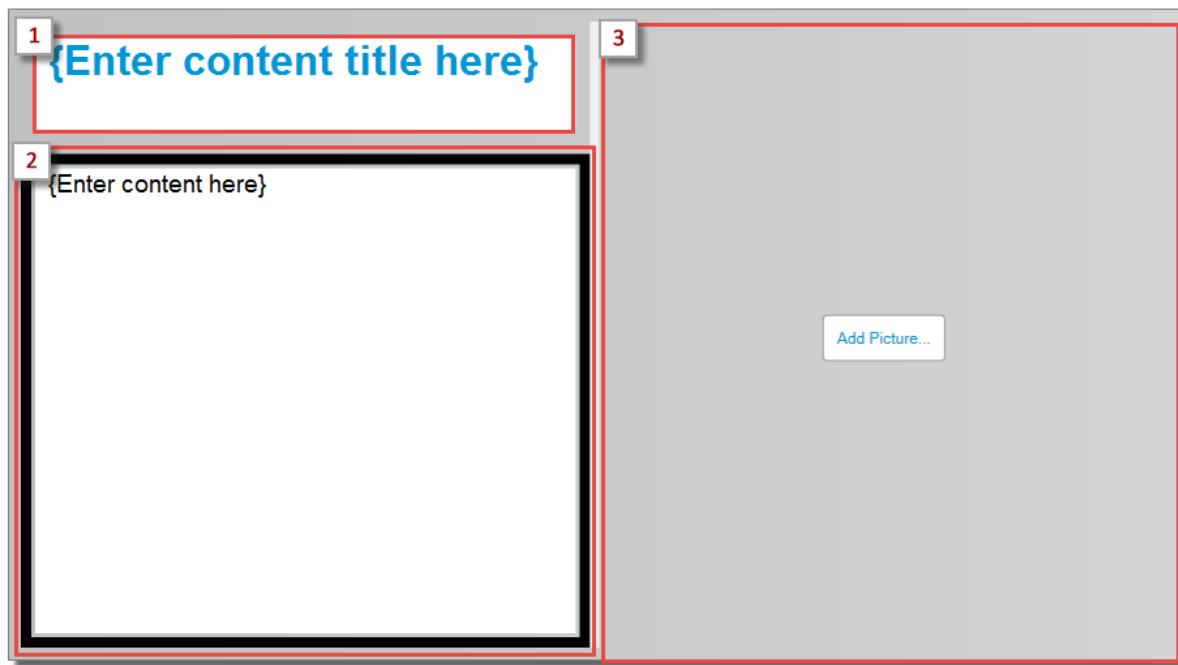 1
{Enter content title here}
2
{Enter content here}
3
Add Picture...